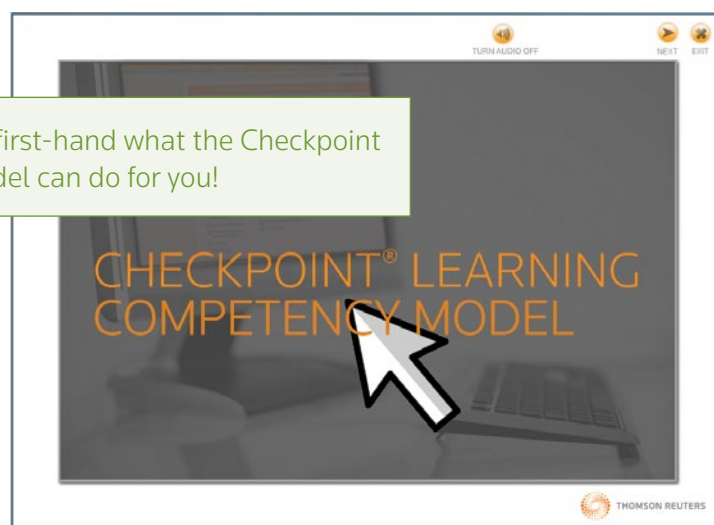 TURN AUDIO OFF
NEXT
EXIT
first-hand what the Checkpoint
can do for you!
CHECKPOINT® LEARNING
COMPETENCY MODEL
THOMSON REUTERS